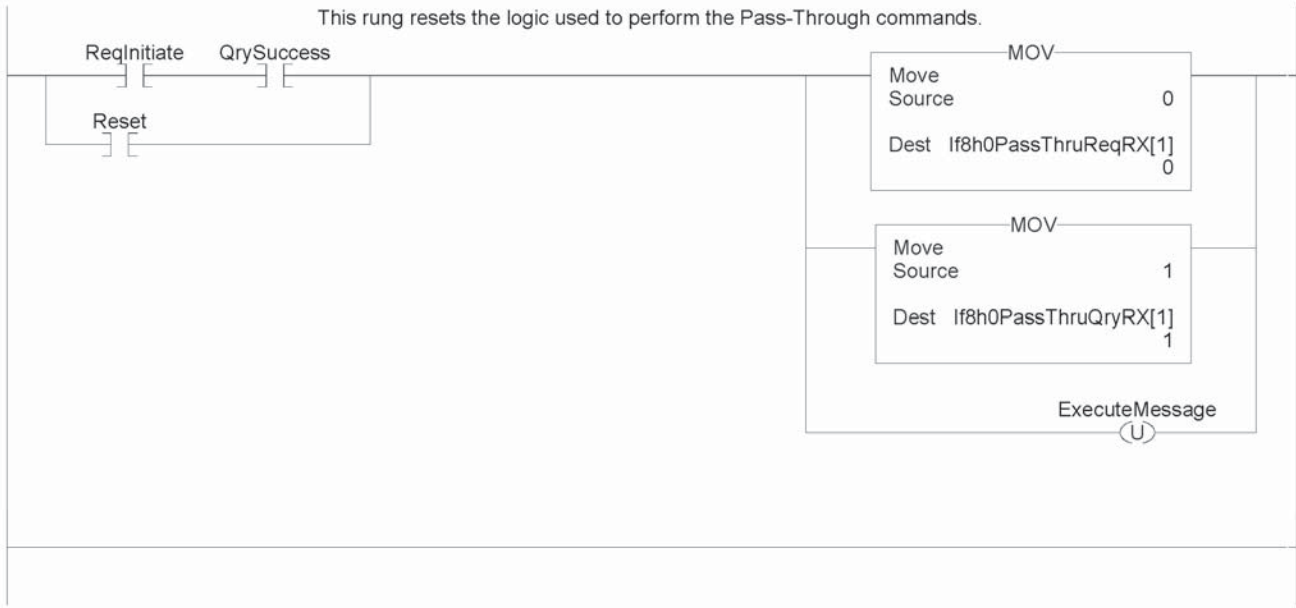 This rung resets the logic used to perform the Pass-Through commands.
ReqInitiate QrySuccess
Reset
MOV
Move
Source 0
Dest If8h0PassThruReqRX[1]
0
MOV
Move
Source 1
Dest If8h0PassThruQryRX[1]
1
ExecuteMessage
U